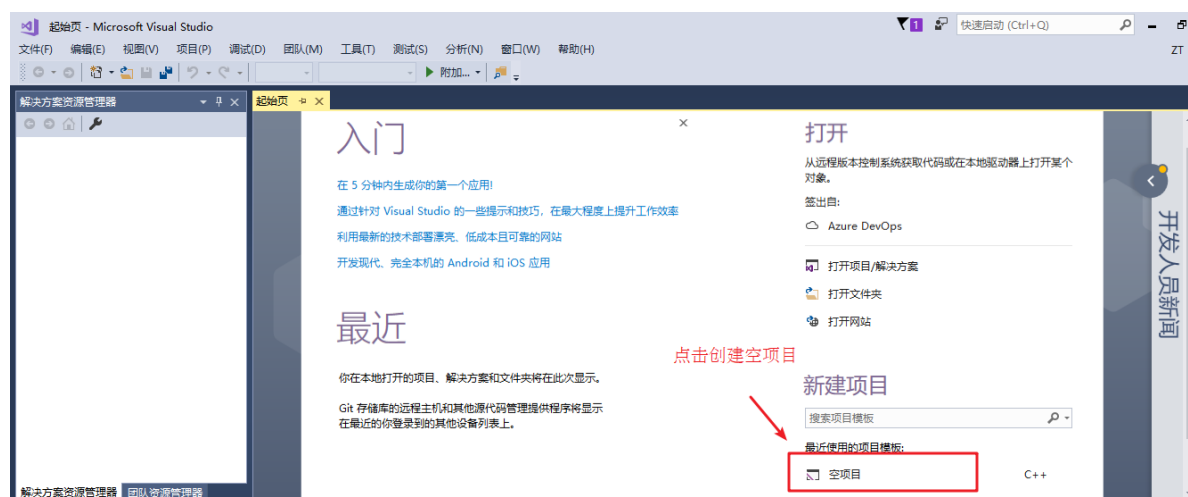 起始页 - Microsoft Visual Studio
1
快速启动 (Ctrl+Q)
文件(F) 编辑(E) 视图(V) 项目(P) 调试(D) 团队(M) 工具(T) 测试(S) 分析(N) 窗口(W) 帮助(H)
ZT
附加...
解决方案资源管理器
起始页
入门
在 5 分钟内生成你的第一个应用!
通过针对 Visual Studio 的一些提示和技巧，在最大程度上提升工作效率
利用最新的技术部署漂亮、低成本且可靠的网站
开发现代、完全本机的 Android 和 iOS 应用
最近
你在本地打开的项目、解决方案和文件夹将在此次显示。
Git 存储库的远程主机和其他源代码管理提供程序将显示
在最近的你登录到的其他设备列表上。
打开
从远程版本控制系统获取代码或在本地驱动器上打开某个
对象。
签出自:
Azure DevOps
打开项目/解决方案
打开文件夹
打开网站
点击创建空项目
新建项目
搜索项目模板
最近使用的项目模板:
空项目 C++
开发人员新闻
解决方案资源管理器 团队资源管理器